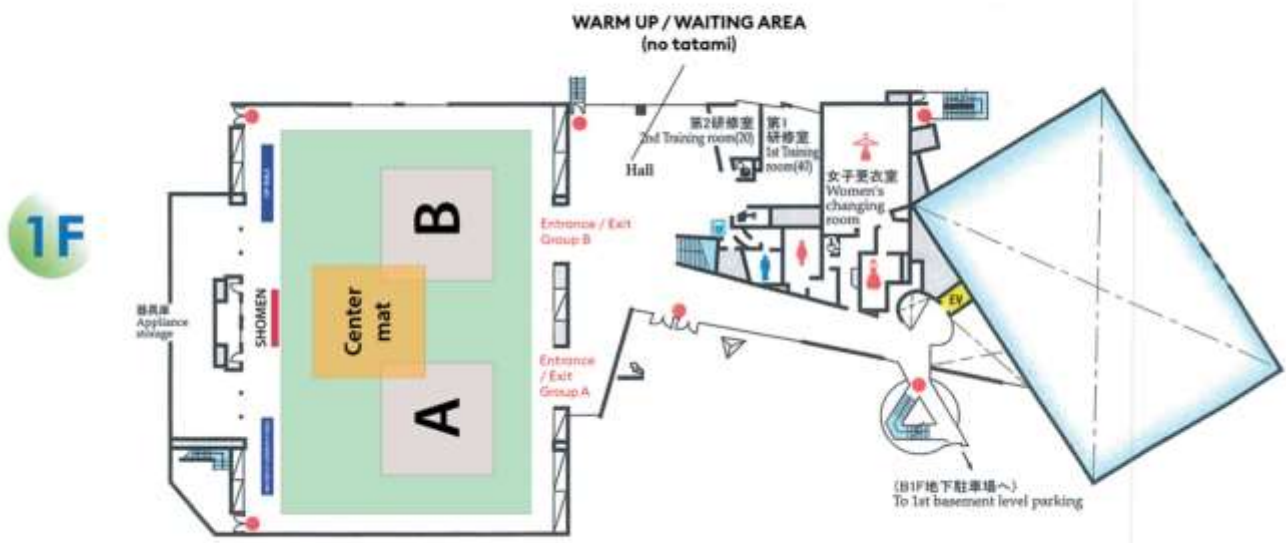 WARM UP / WAITING AREA
(no tatami)
1F
第2研修室
2nd Training room(20)
第1
研修室
1st Training
room(40)
Hall
女子更衣室
Women's
changing
room
B
Entrance / Exit
Group B
器具庫
Appliance
storage
SHOMEN
Center
mat
EV
Entrance
/ Exit
Group A
A
(B1F地下駐車場へ)
To 1st basement level parking